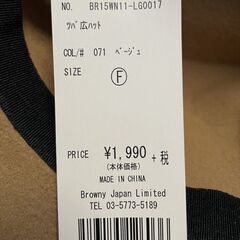 NO. BR15WN11-LG0017
ﾂﾊﾞ広ﾊｯﾄ
COL/# 071 ﾍﾞｰｼﾞｭ
SIZE
Ⓕ
PRICE ¥1,990 +税
(本体価格)
MADE IN CHINA
Browny Japan Limited
TEL 03-5773-5189